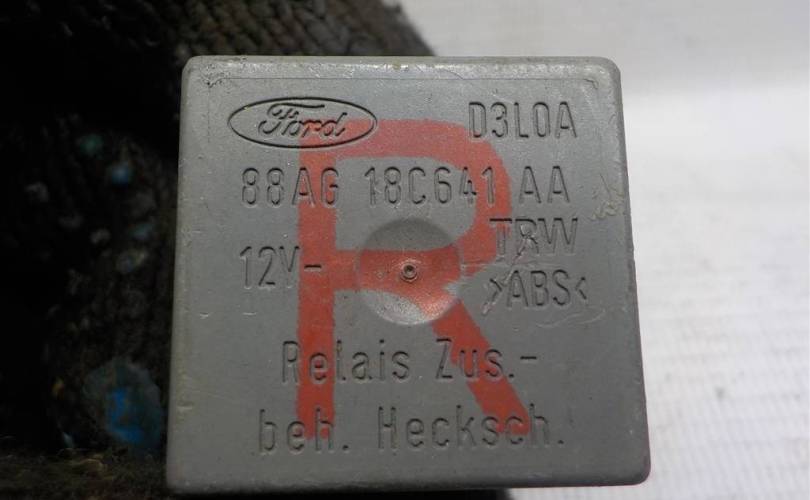 Ford D3L0A
88AG 18C641 AA
12V- TRW
>ABS<
R
Relais Zus.-
beh. Hecksch.